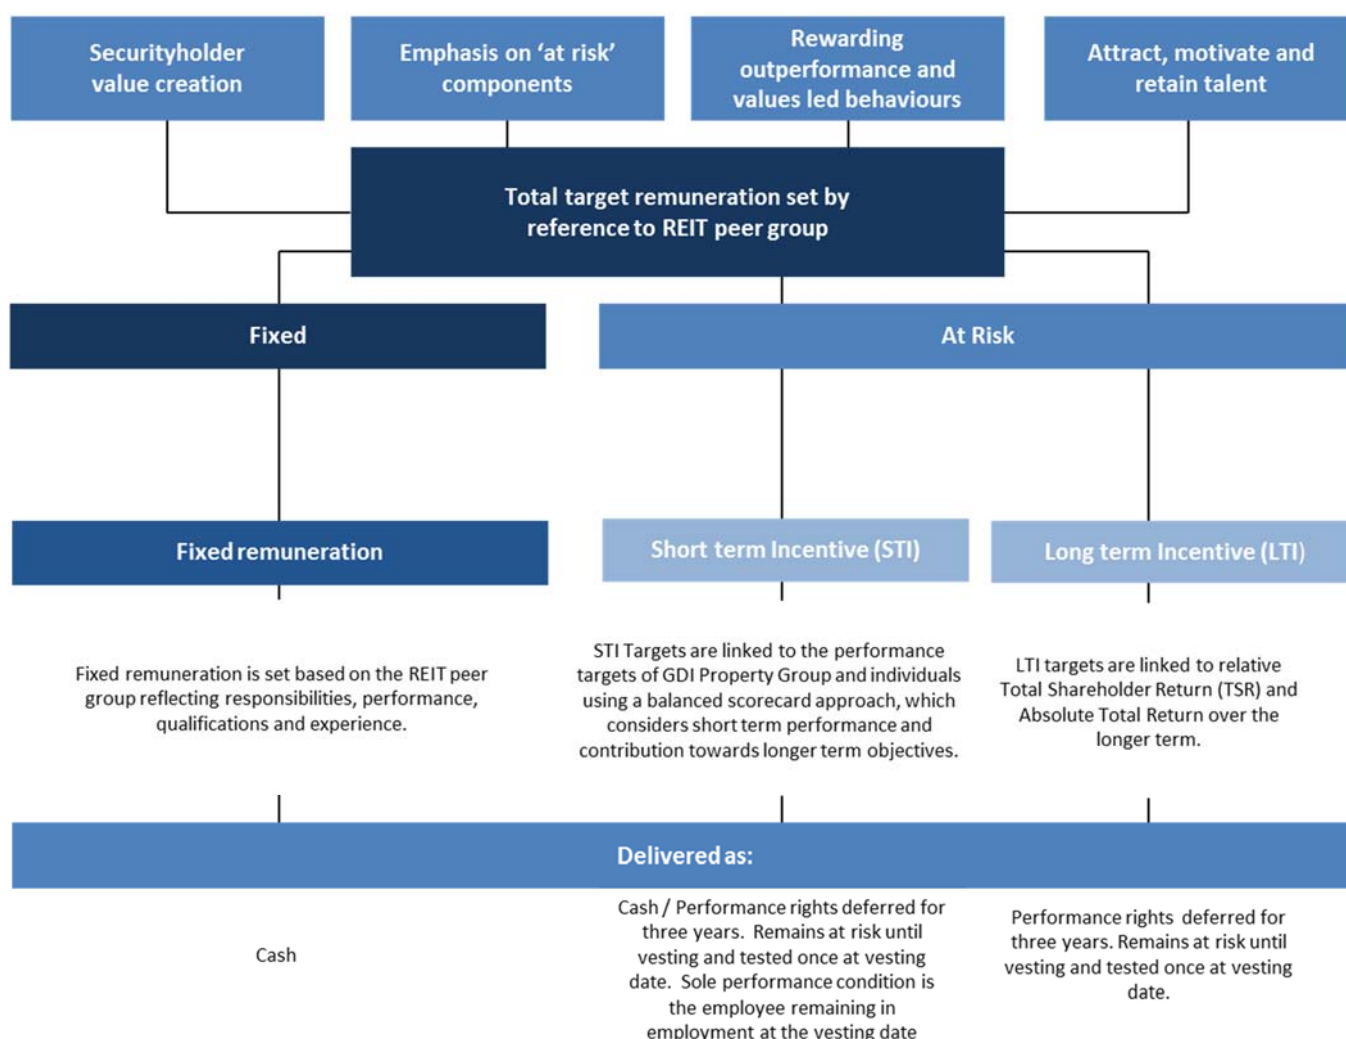 Securityholder
value creation
Emphasis on ‘at risk’
components
Rewarding
outperformance and
values led behaviours
Attract, motivate and
retain talent
Total target remuneration set by
reference to REIT peer group
Fixed
At Risk
Fixed remuneration
Short term Incentive (STI)
Long term Incentive (LTI)
Fixed remuneration is set based on the REIT peer
group reflecting responsibilities, performance,
qualifications and experience.
STI Targets are linked to the performance
targets of GDI Property Group and individuals
using a balanced scorecard approach, which
considers short term performance and
contribution towards longer term objectives.
LTI targets are linked to relative
Total Shareholder Return (TSR) and
Absolute Total Return over the
longer term.
Delivered as:
Cash
Cash / Performance rights deferred for
three years. Remains at risk until
vesting and tested once at vesting
date. Sole performance condition is
the employee remaining in
employment at the vesting date
Performance rights deferred for
three years. Remains at risk until
vesting and tested once at vesting
date.